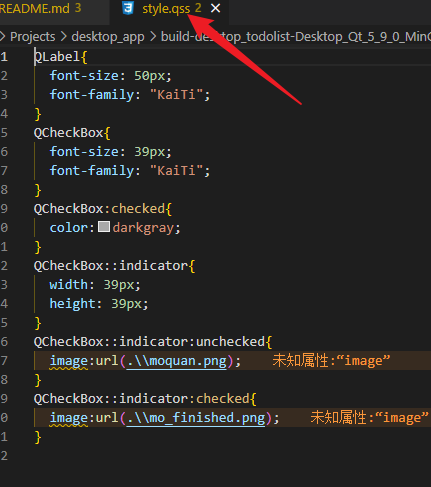 README.md 3 style.qss 2 ×
> Projects > desktop_app > build-desktop_todolist-Desktop_Qt_5_9_0_Min
1 QLabel{
2 font-size: 50px;
3 font-family: "KaiTi";
4 }
5 QCheckBox{
6 font-size: 39px;
7 font-family: "KaiTi";
8 }
9 QCheckBox:checked{
0 color:darkgray;
1 }
2 QCheckBox::indicator{
3 width: 39px;
4 height: 39px;
5 }
6 QCheckBox::indicator:unchecked{
7 image:url(.\\moquan.png); 未知属性:“image”
8 }
9 QCheckBox::indicator:checked{
0 image:url(.\\mo_finished.png); 未知属性:“image”
1 }
2